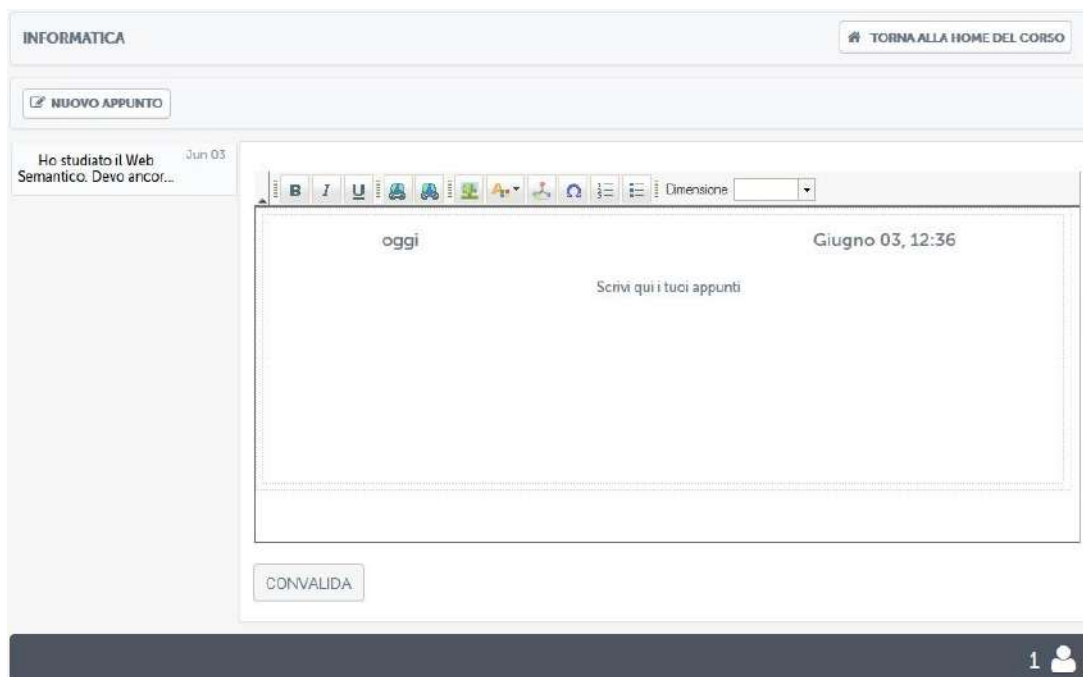 INFORMATICA
TORNA ALLA HOME DEL CORSO
NUOVO APPUNTO
Ho studiato il Web
Semantico. Devo ancor...
Jun 03
B I U A Ω Dimensione
oggi
Giugno 03, 12:36
Scrivi qui i tuoi appunti
CONVALIDA
1